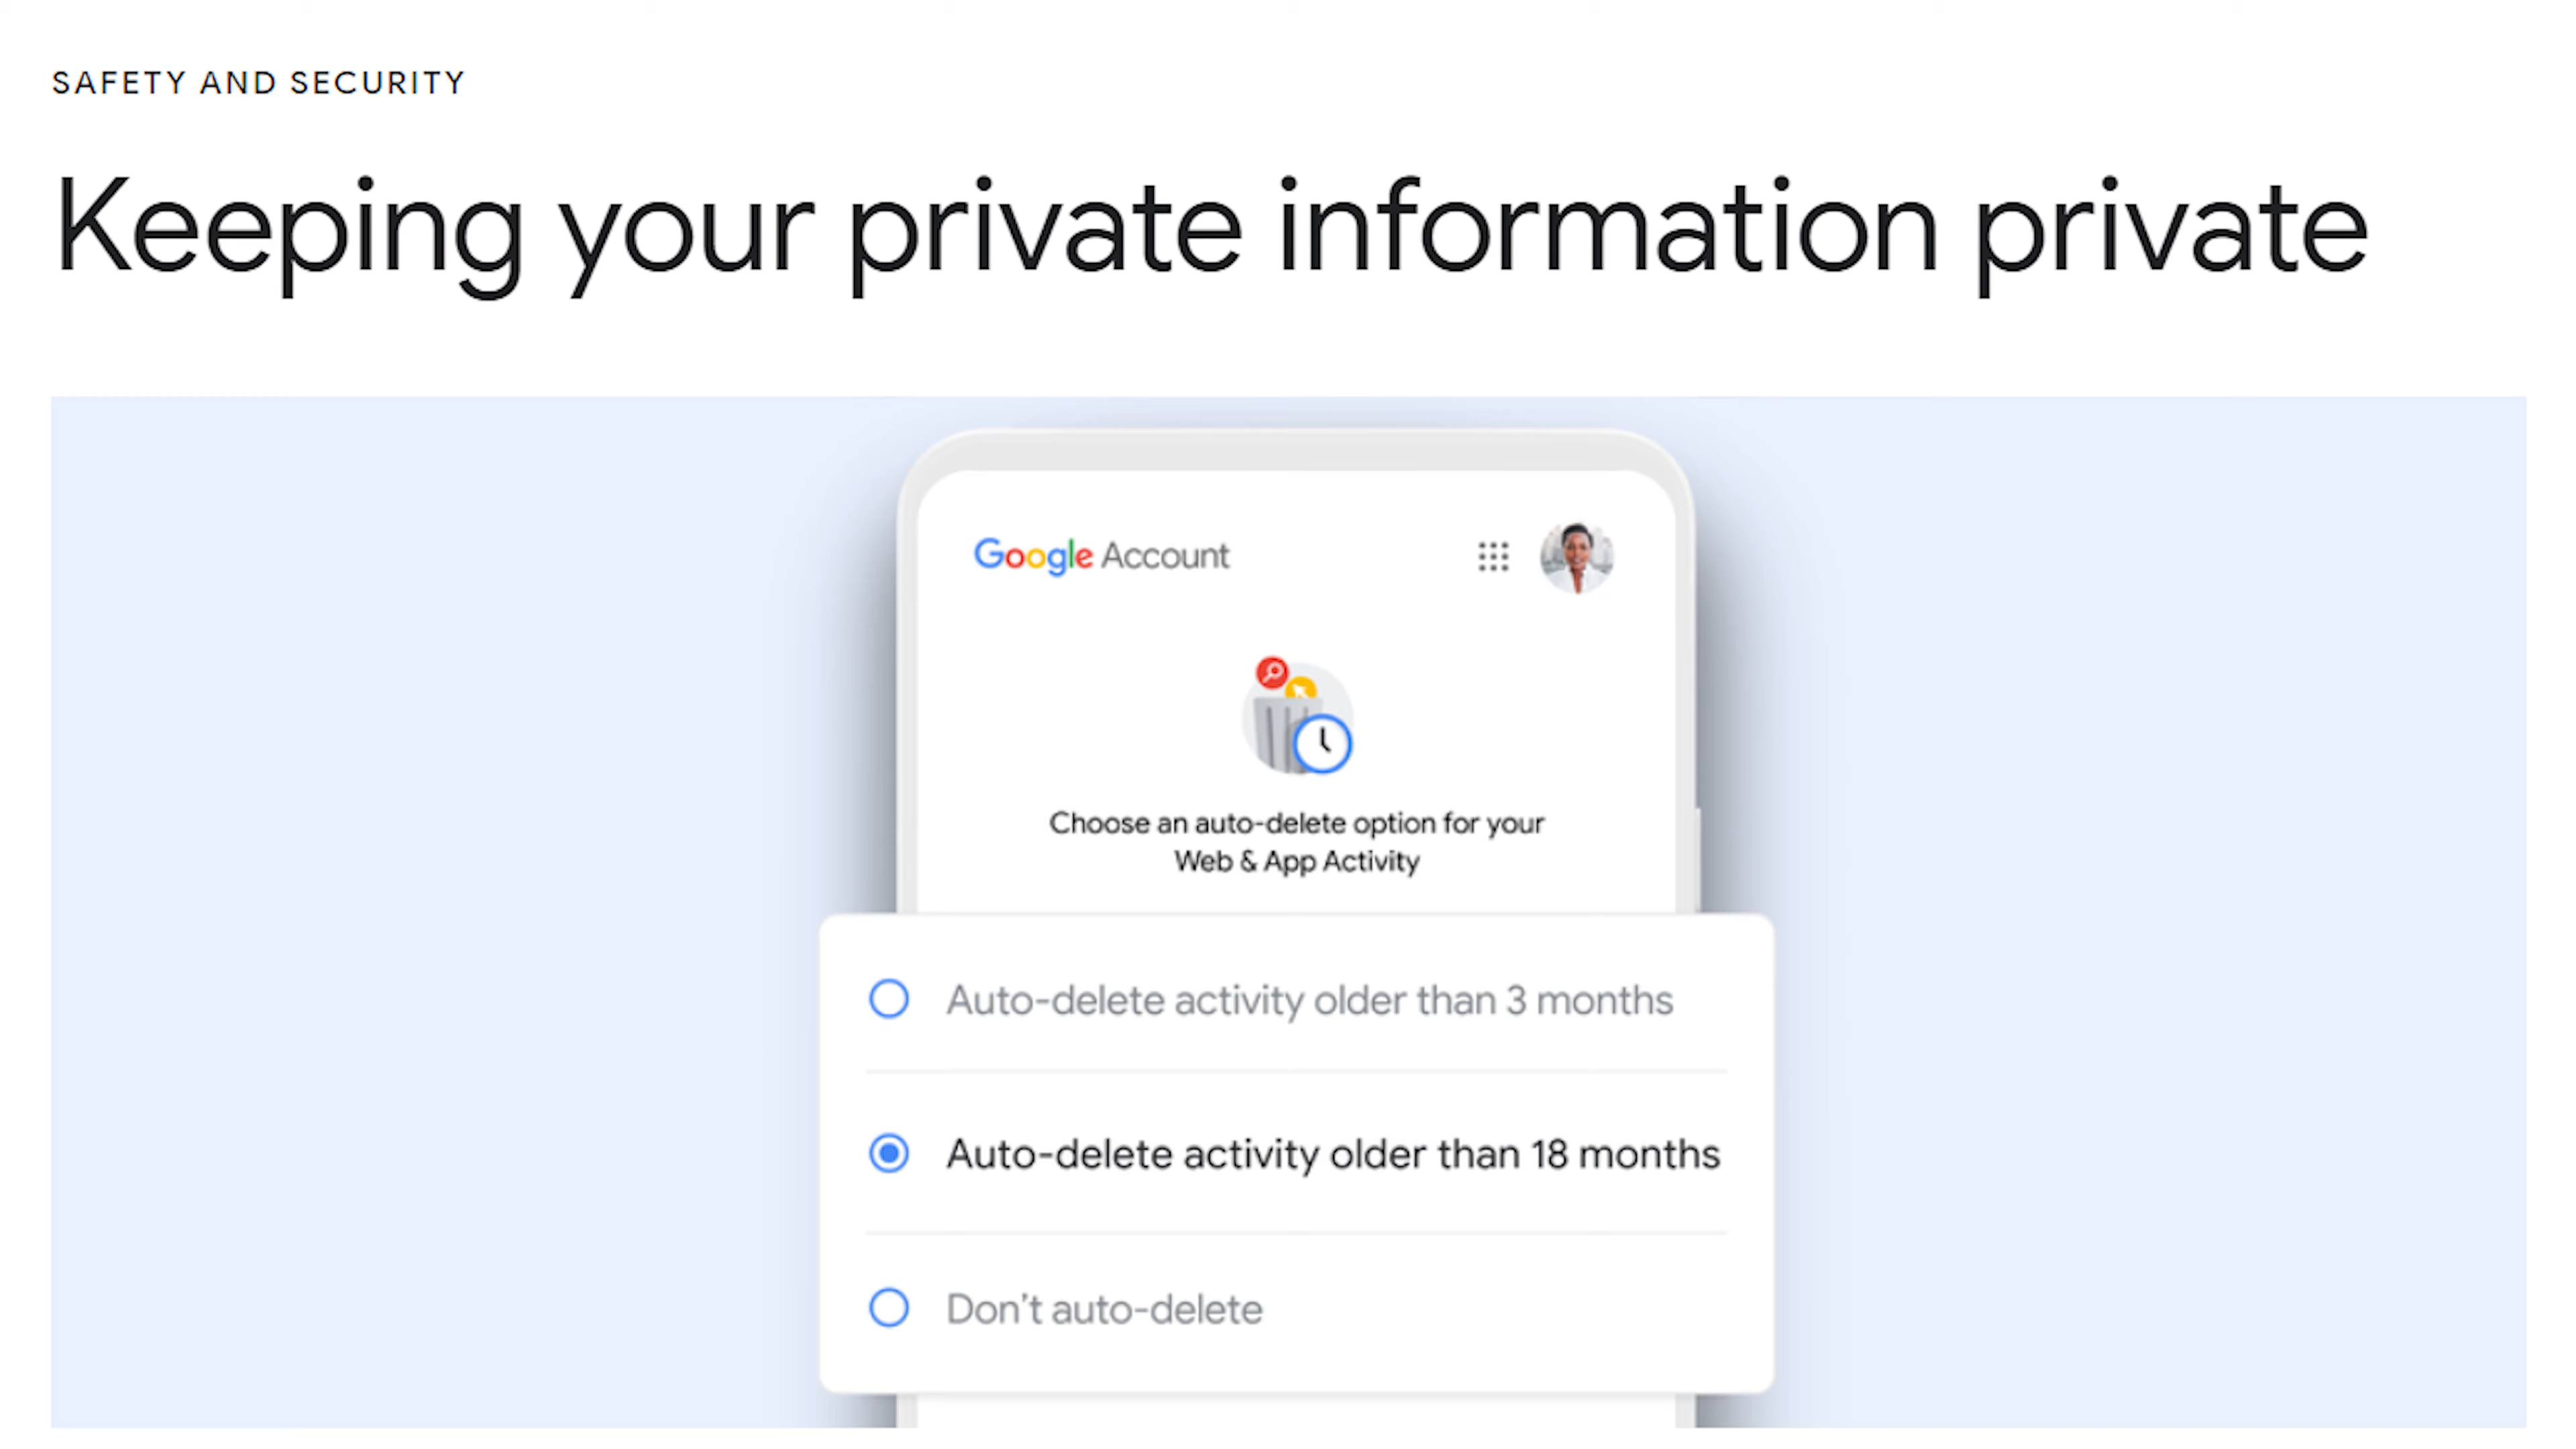 SAFETY AND SECURITY
Keeping your private information private
Google Account
Choose an auto-delete option for your
Web & App Activity
Auto-delete activity older than 3 months
Auto-delete activity older than 18 months
Don't auto-delete